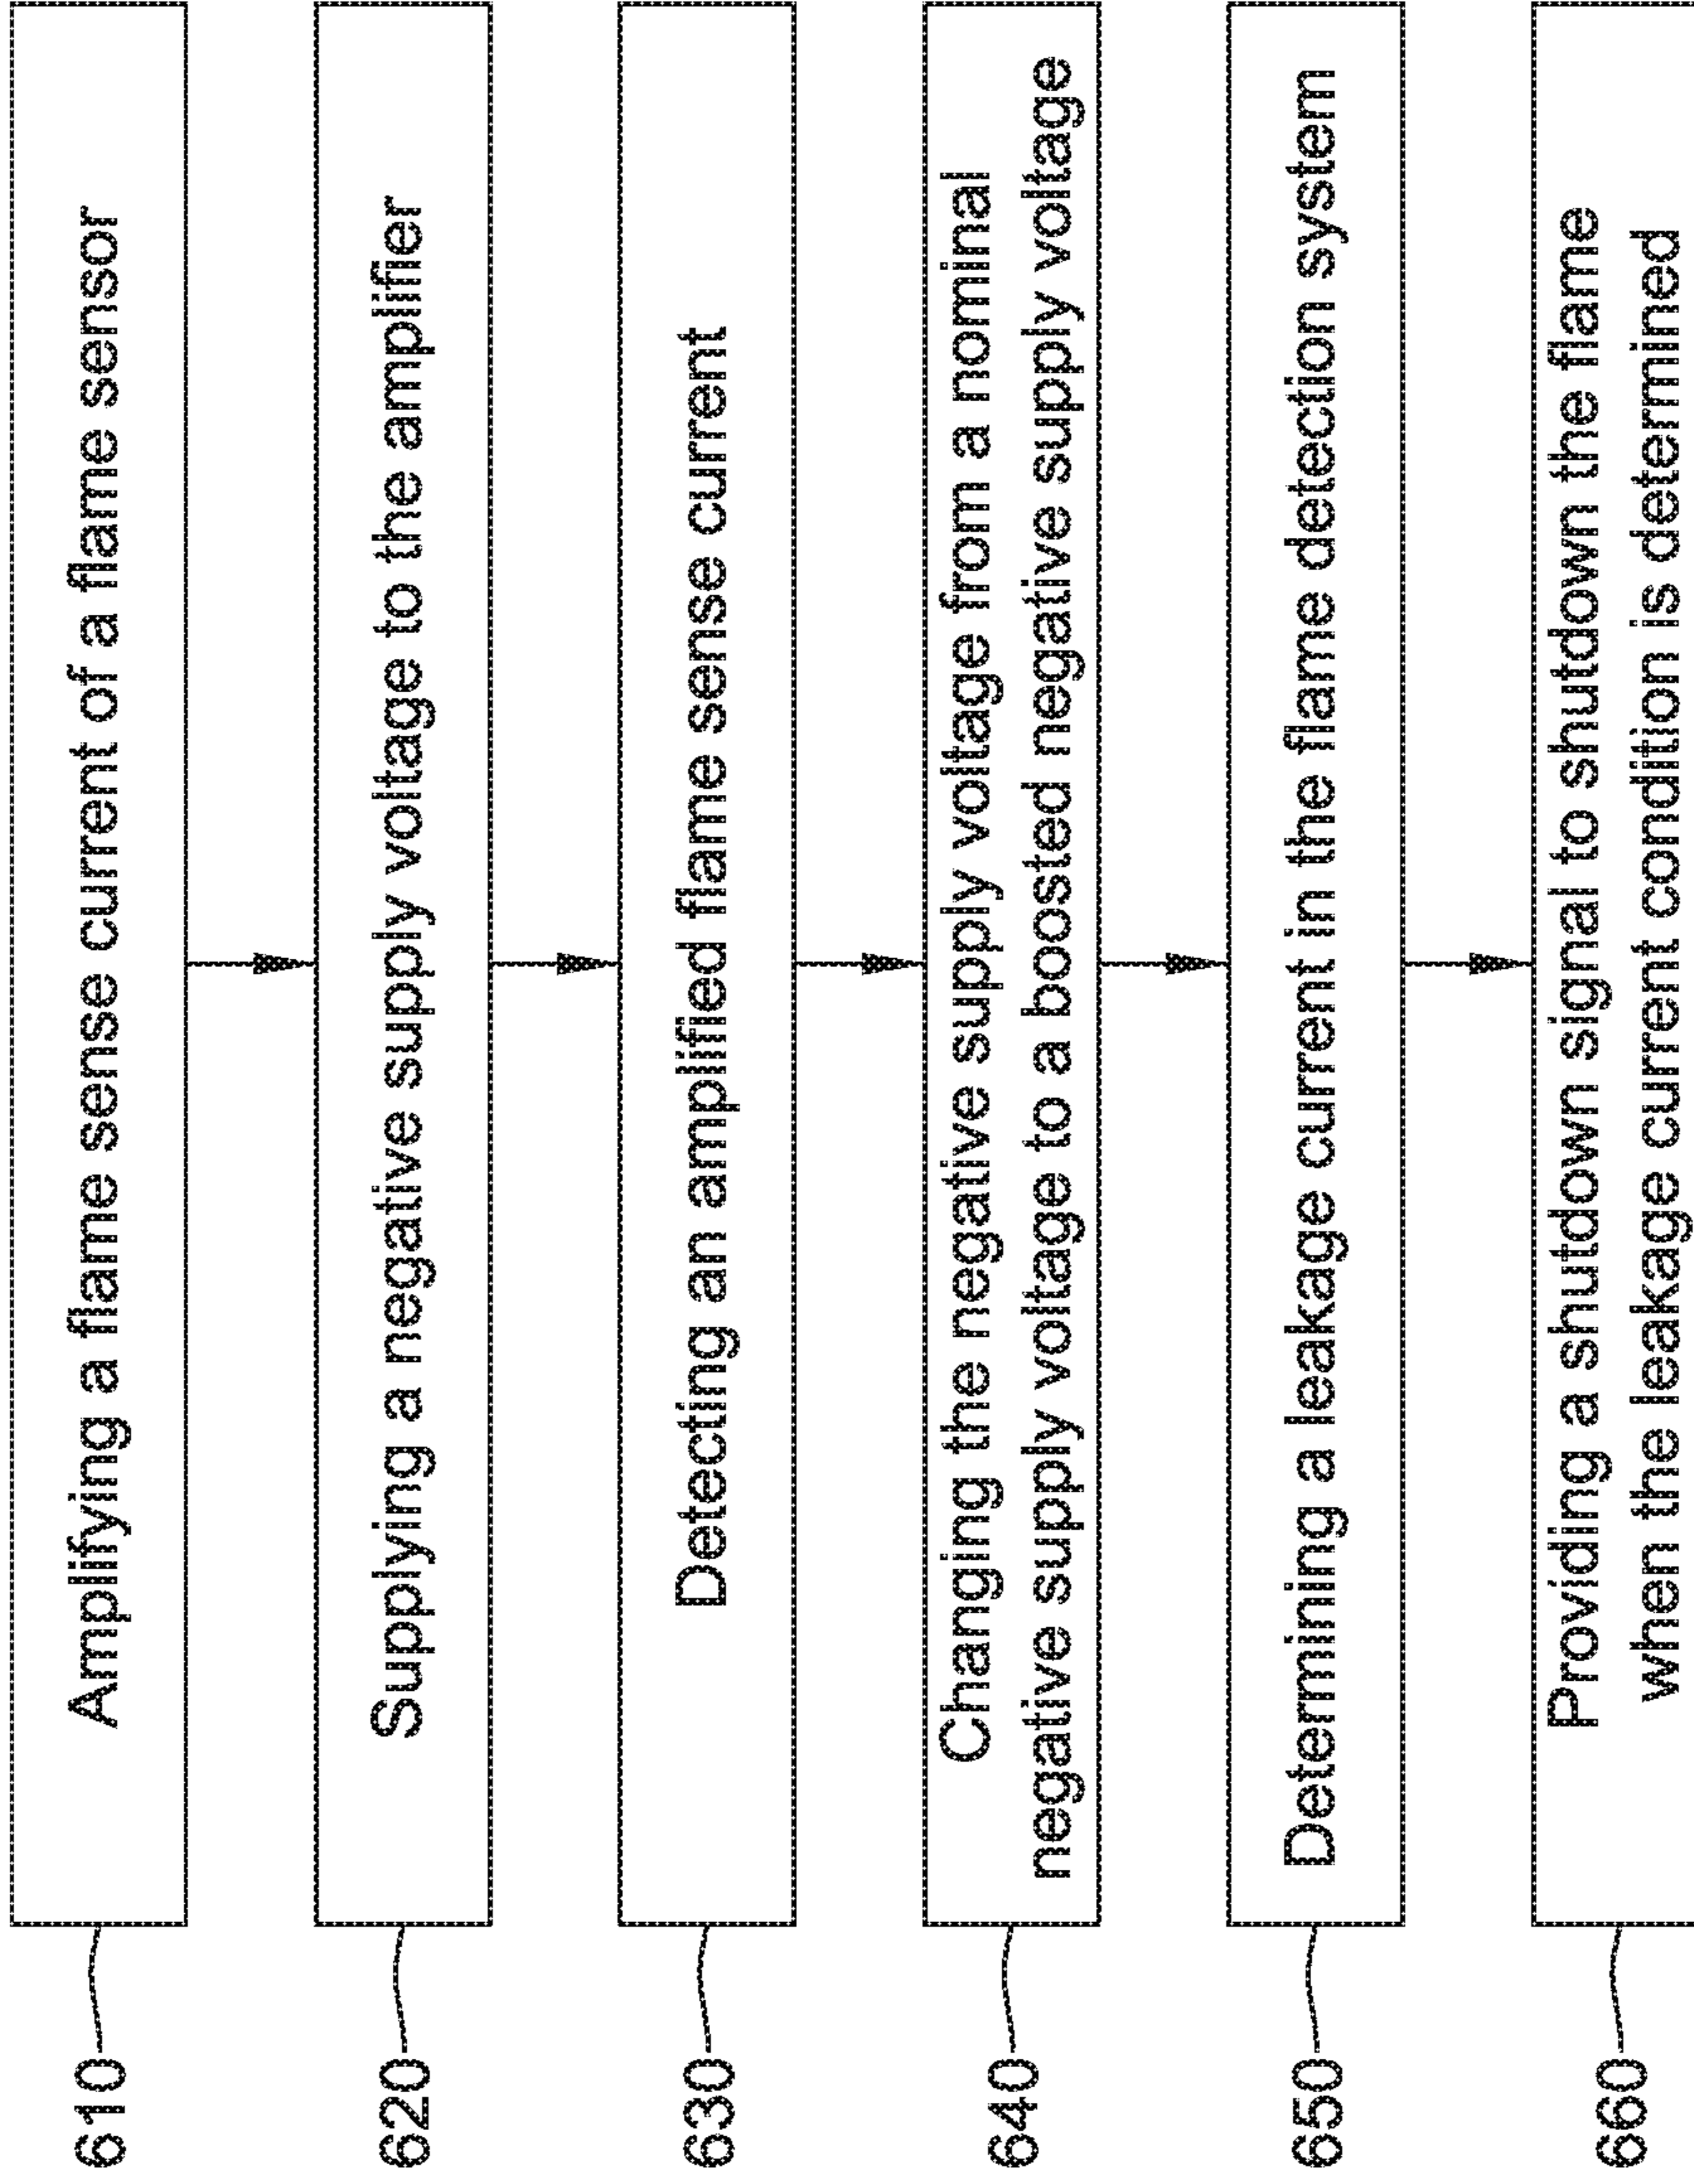 610
Amplifying a flame sense current of a flame sensor
620
Supplying a negative supply voltage to the amplifier
630
Detecting an amplified flame sense current
640
Changing the negative supply voltage from a nominal
negative supply voltage to a boosted negative supply voltage
650
Determining a leakage current in the flame detection system
660
Providing a shutdown signal to shutdown the flame
when the leakage current condition is determined